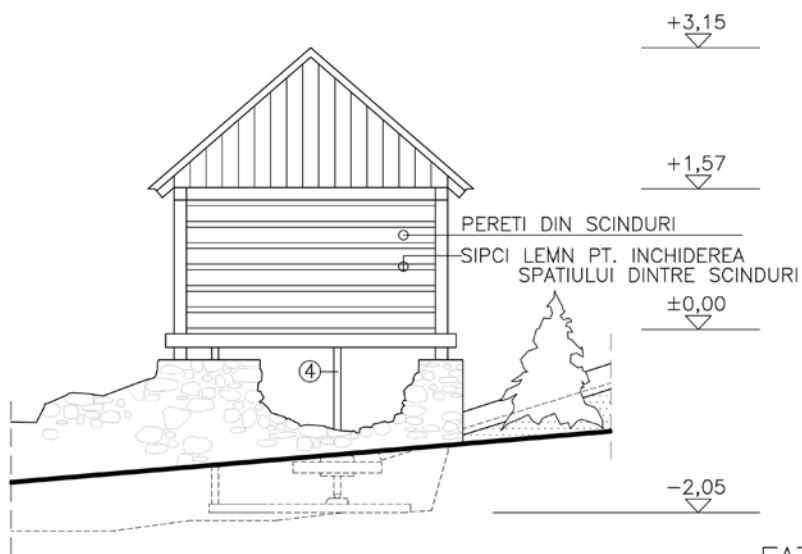 +3,15
+1,57
PERETI DIN SCINDURI
SIPCI LEMN PT. INCHIDEREA
SPATIULUI DINTRE SCINDURI
±0,00
4
-2,05